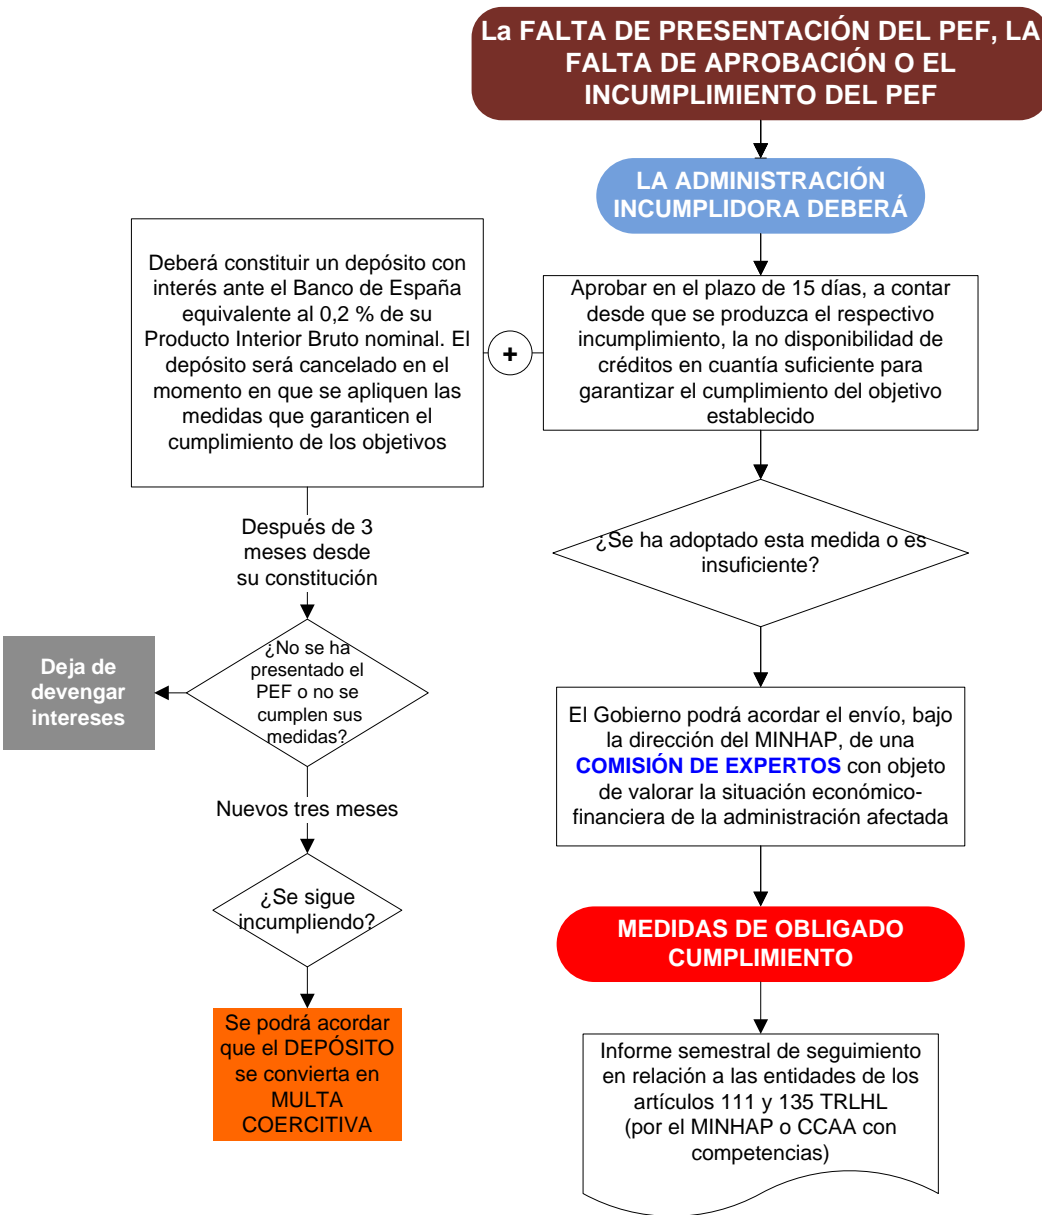 La FALTA DE PRESENTACIÓN DEL PEF, LA
FALTA DE APROBACIÓN O EL
INCUMPLIMIENTO DEL PEF
LA ADMINISTRACIÓN
INCUMPLIDORA DEBERÁ
Deberá constituir un depósito con
interés ante el Banco de España
equivalente al 0,2 % de su
Producto Interior Bruto nominal. El
depósito será cancelado en el
momento en que se apliquen las
medidas que garanticen el
cumplimiento de los objetivos
+
Aprobar en el plazo de 15 días, a contar
desde que se produzca el respectivo
incumplimiento, la no disponibilidad de
créditos en cuantía suficiente para
garantizar el cumplimiento del objetivo
establecido
Después de 3
meses desde
su constitución
¿Se ha adoptado esta medida o es
insuficiente?
¿No se ha
presentado el
PEF o no se
cumplen sus
medidas?
Deja de
devengar
intereses
El Gobierno podrá acordar el envío, bajo
la dirección del MINHAP, de una
COMISIÓN DE EXPERTOS con objeto
de valorar la situación económico-
financiera de la administración afectada
Nuevos tres meses
¿Se sigue
incumpliendo?
MEDIDAS DE OBLIGADO
CUMPLIMIENTO
Se podrá acordar
que el DEPÓSITO
se convierta en
MULTA
COERCITIVA
Informe semestral de seguimiento
en relación a las entidades de los
artículos 111 y 135 TRLHL
(por el MINHAP o CCAA con
competencias)